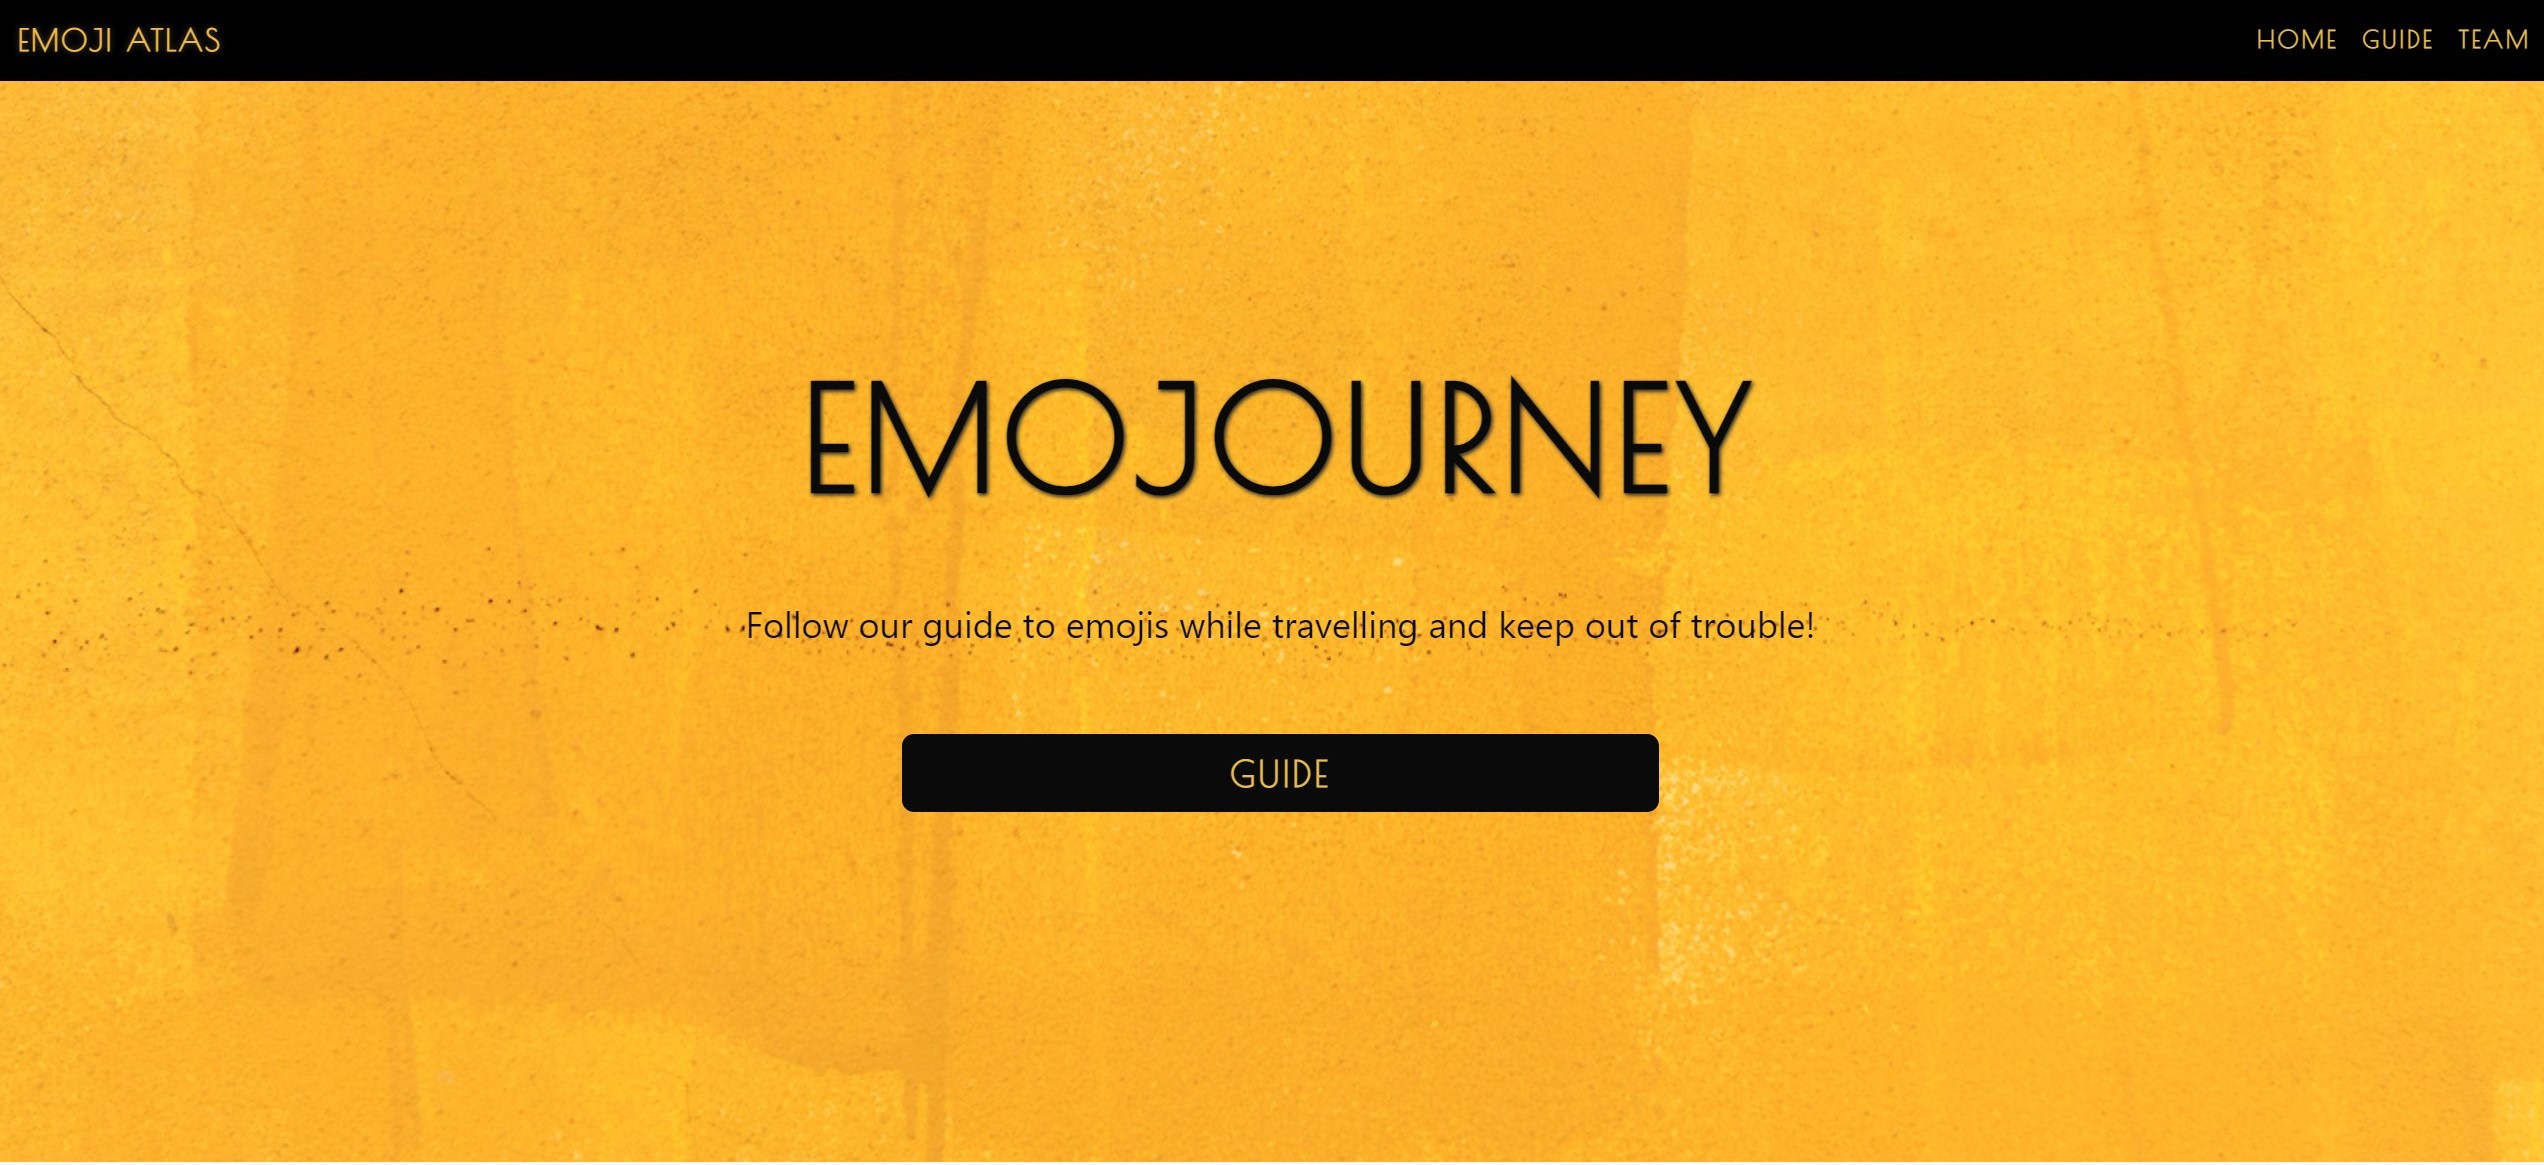 EMOJI ATLAS
HOME GUIDE TEAM
EMOJOURNEY
Follow our guide to emojis while travelling and keep out of trouble!
GUIDE